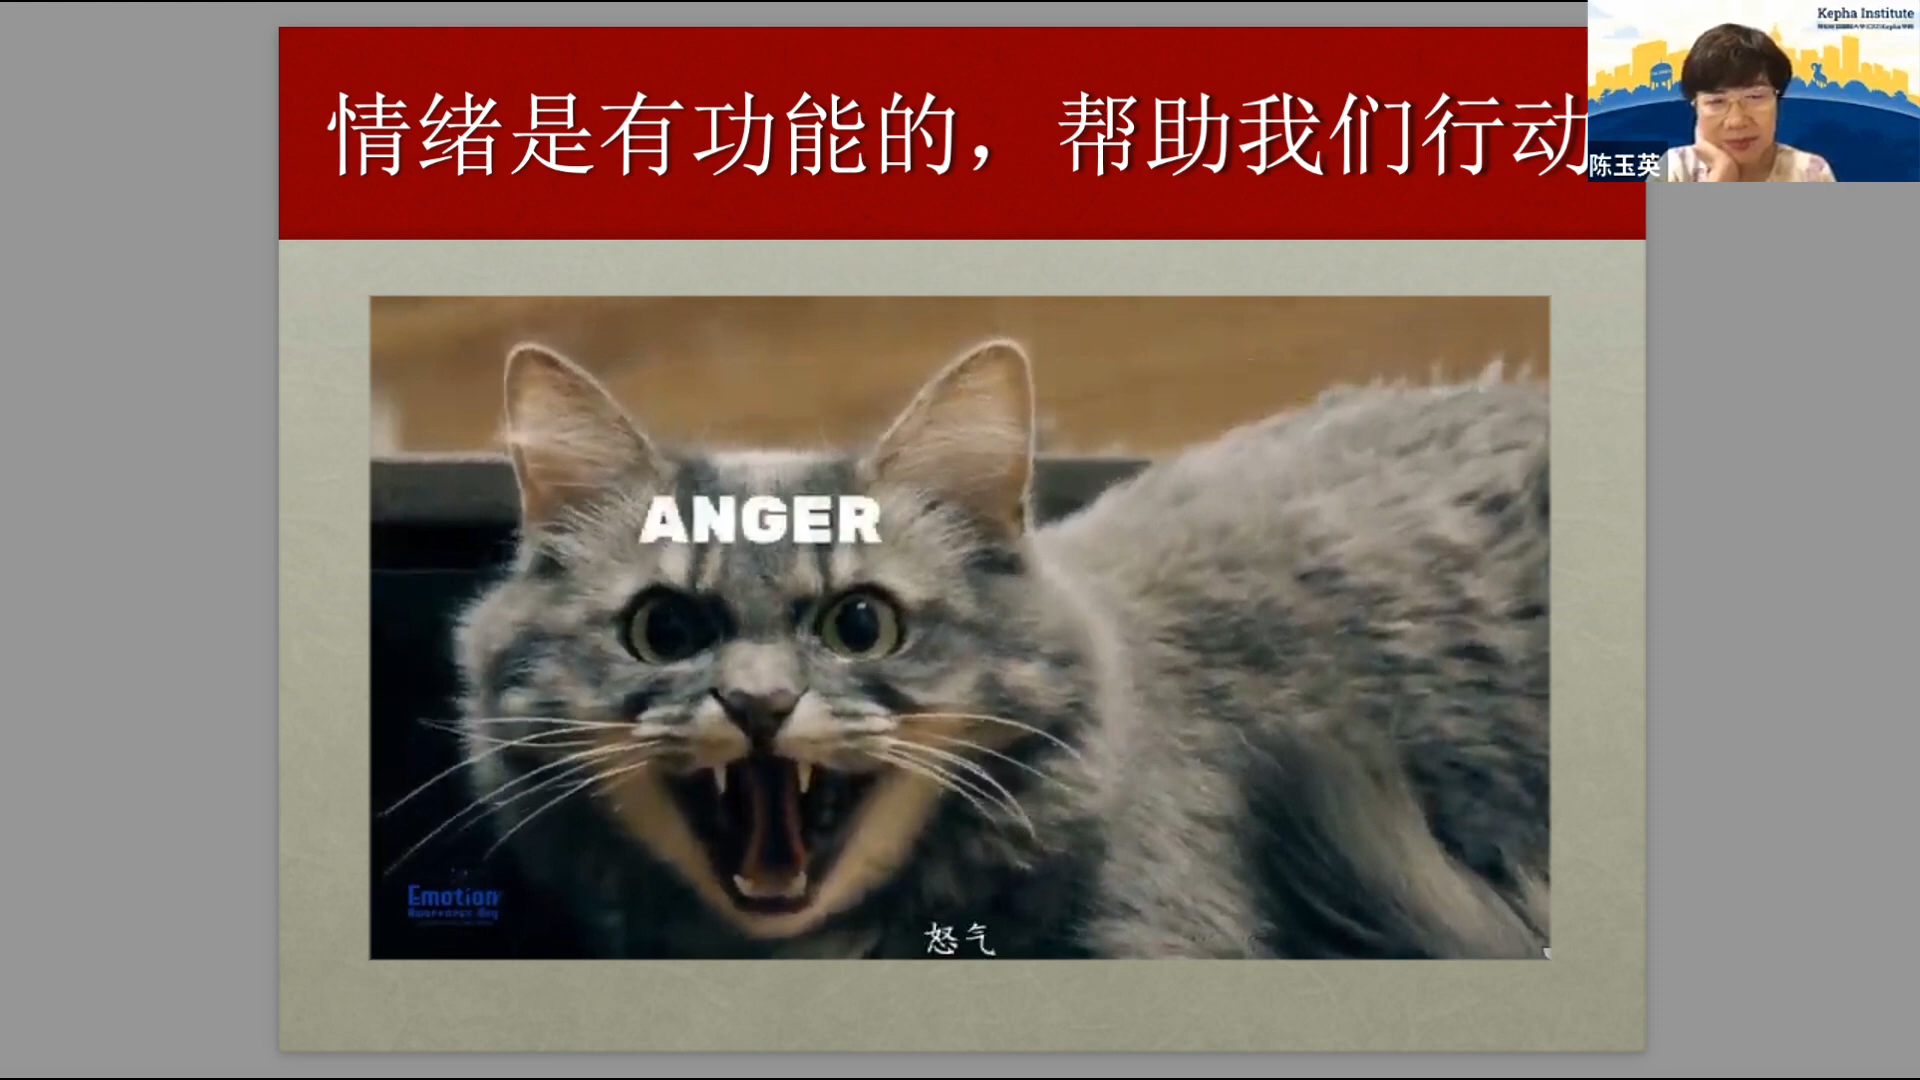 情绪是有功能的，帮助我们行动
Kepha Institute
陈玉英
ANGER
Emotion
怒气